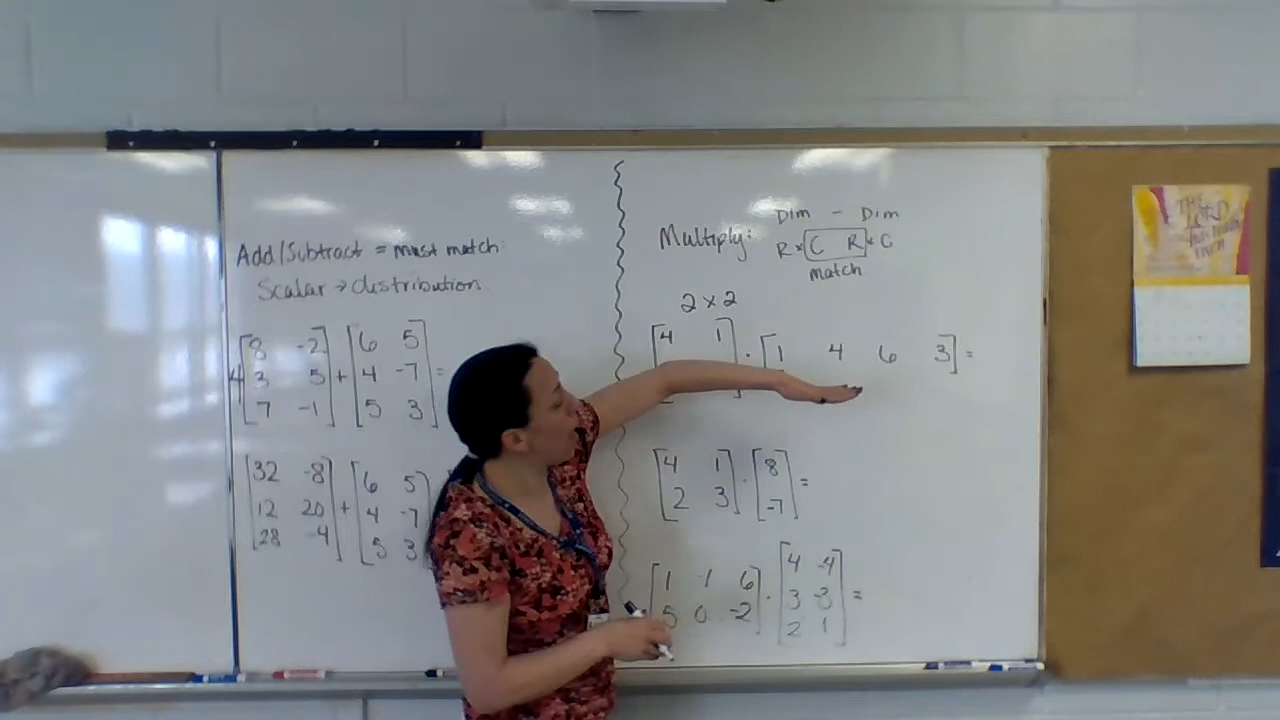 Add/Subtract = must match:
Scalar → distribution
8 -2 6 5
4 3 5 + 4 -7 =
7 -1 5 3
32 -8 6 5
12 20 + 4 -7
28 -4 5 3
Dim - Dim
Multiply: R × C R × C
match
2 × 2
4 1 · 1 4 6 3 =
4 1 · 8 =
2 3 -7
1 -1 6 4 -4
5 0 -2 · 3 -3 =
2 1
THE
LORD